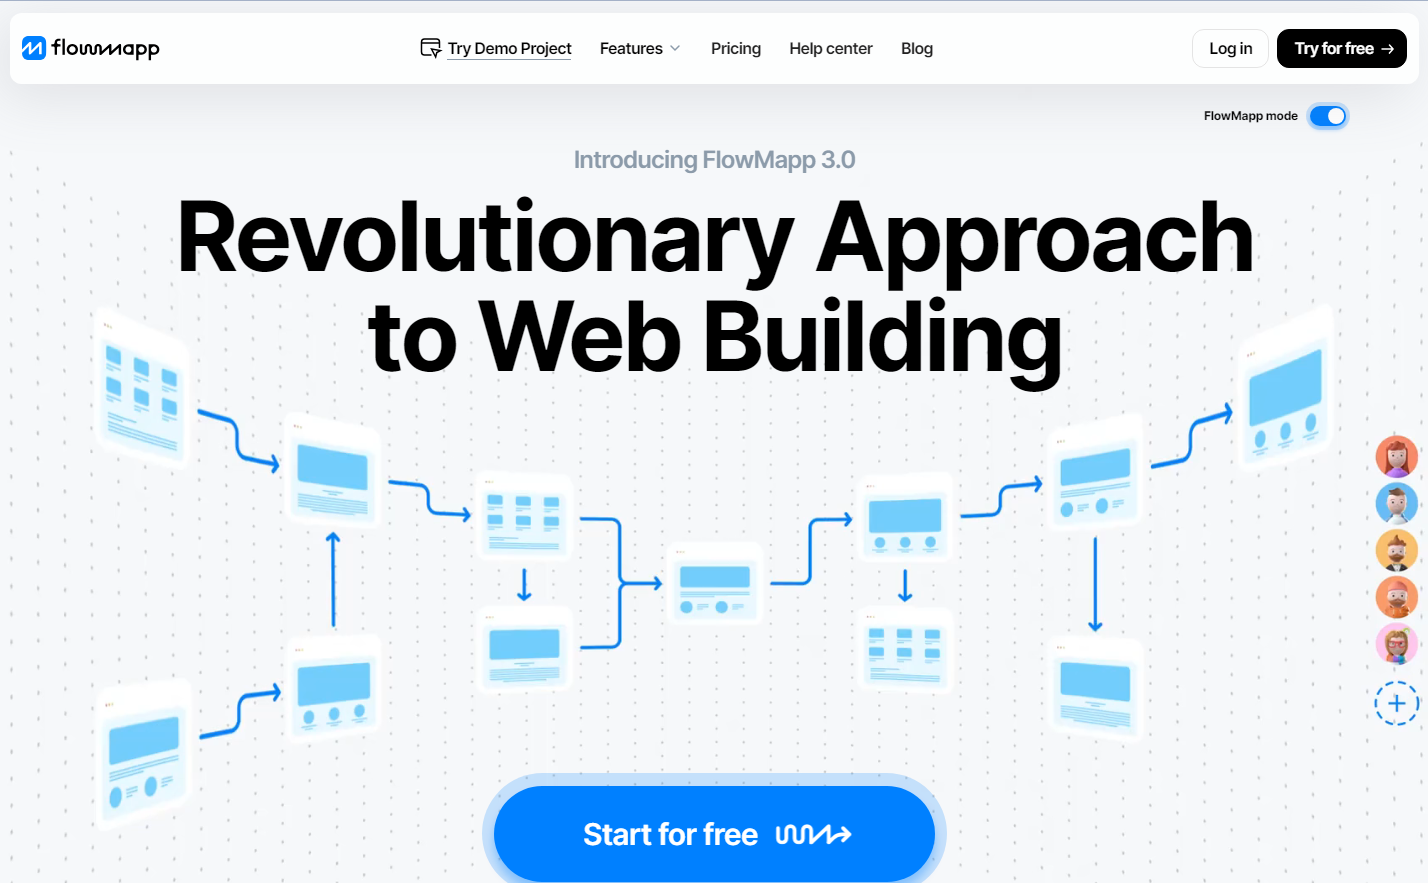 flowmapp
Try Demo Project
Features
Pricing
Help center
Blog
Log in
Try for free →
FlowMapp mode
Introducing FlowMapp 3.0
Revolutionary Approach
to Web Building
Start for free